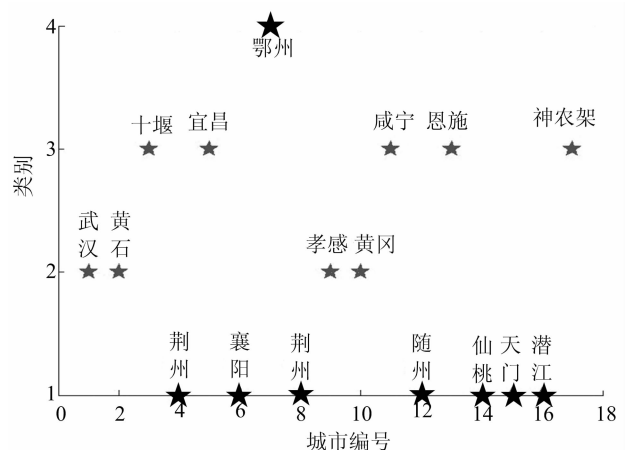 4
鄂州
十堰 宜昌 咸宁 恩施 神农架
3
类别
武汉 黄石
孝感 黄冈
2
荆州 襄阳 荆州 随州 仙桃 天门 潜江
1
0 2 4 6 8 10 12 14 16 18
城市编号